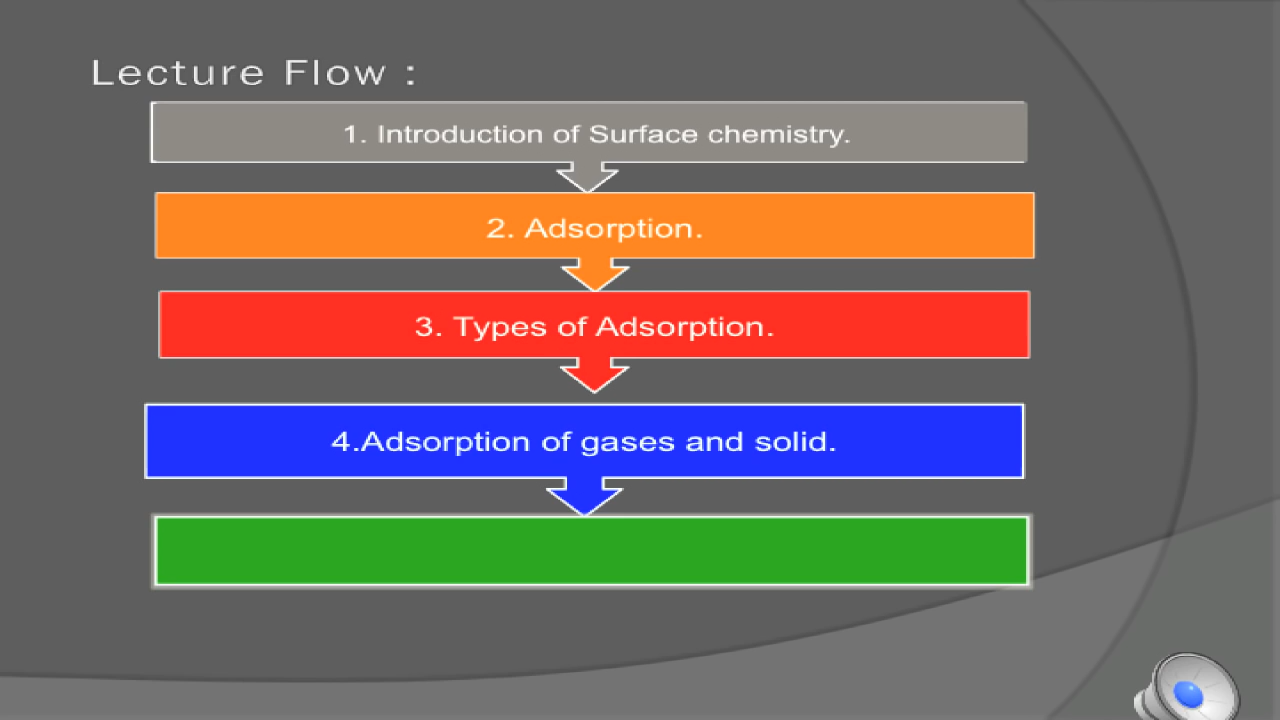 Lecture Flow :
1. Introduction of Surface chemistry.
2. Adsorption.
3. Types of Adsorption.
4.Adsorption of gases and solid.